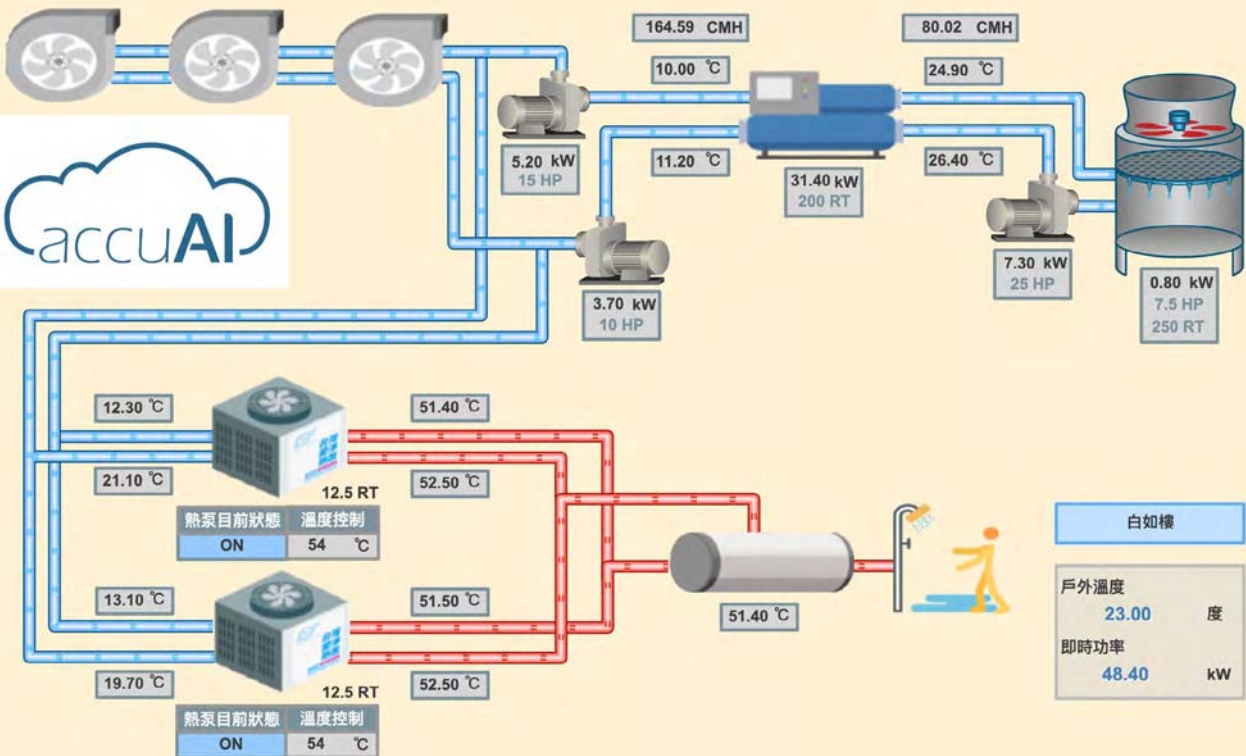 164.59 CMH
80.02 CMH
10.00 ℃
24.90 ℃
accuAI
5.20 kW
15 HP
11.20 ℃
31.40 kW
200 RT
26.40 ℃
3.70 kW
10 HP
7.30 kW
25 HP
0.80 kW
7.5 HP
250 RT
12.30 ℃
51.40 ℃
21.10 ℃
52.50 ℃
12.5 RT
熱泵目前狀態 溫度控制
ON 54 ℃
13.10 ℃
51.50 ℃
51.40 ℃
19.70 ℃
52.50 ℃
12.5 RT
熱泵目前狀態 溫度控制
ON 54 ℃
白如樓
戶外溫度
23.00 度
即時功率
48.40 kW